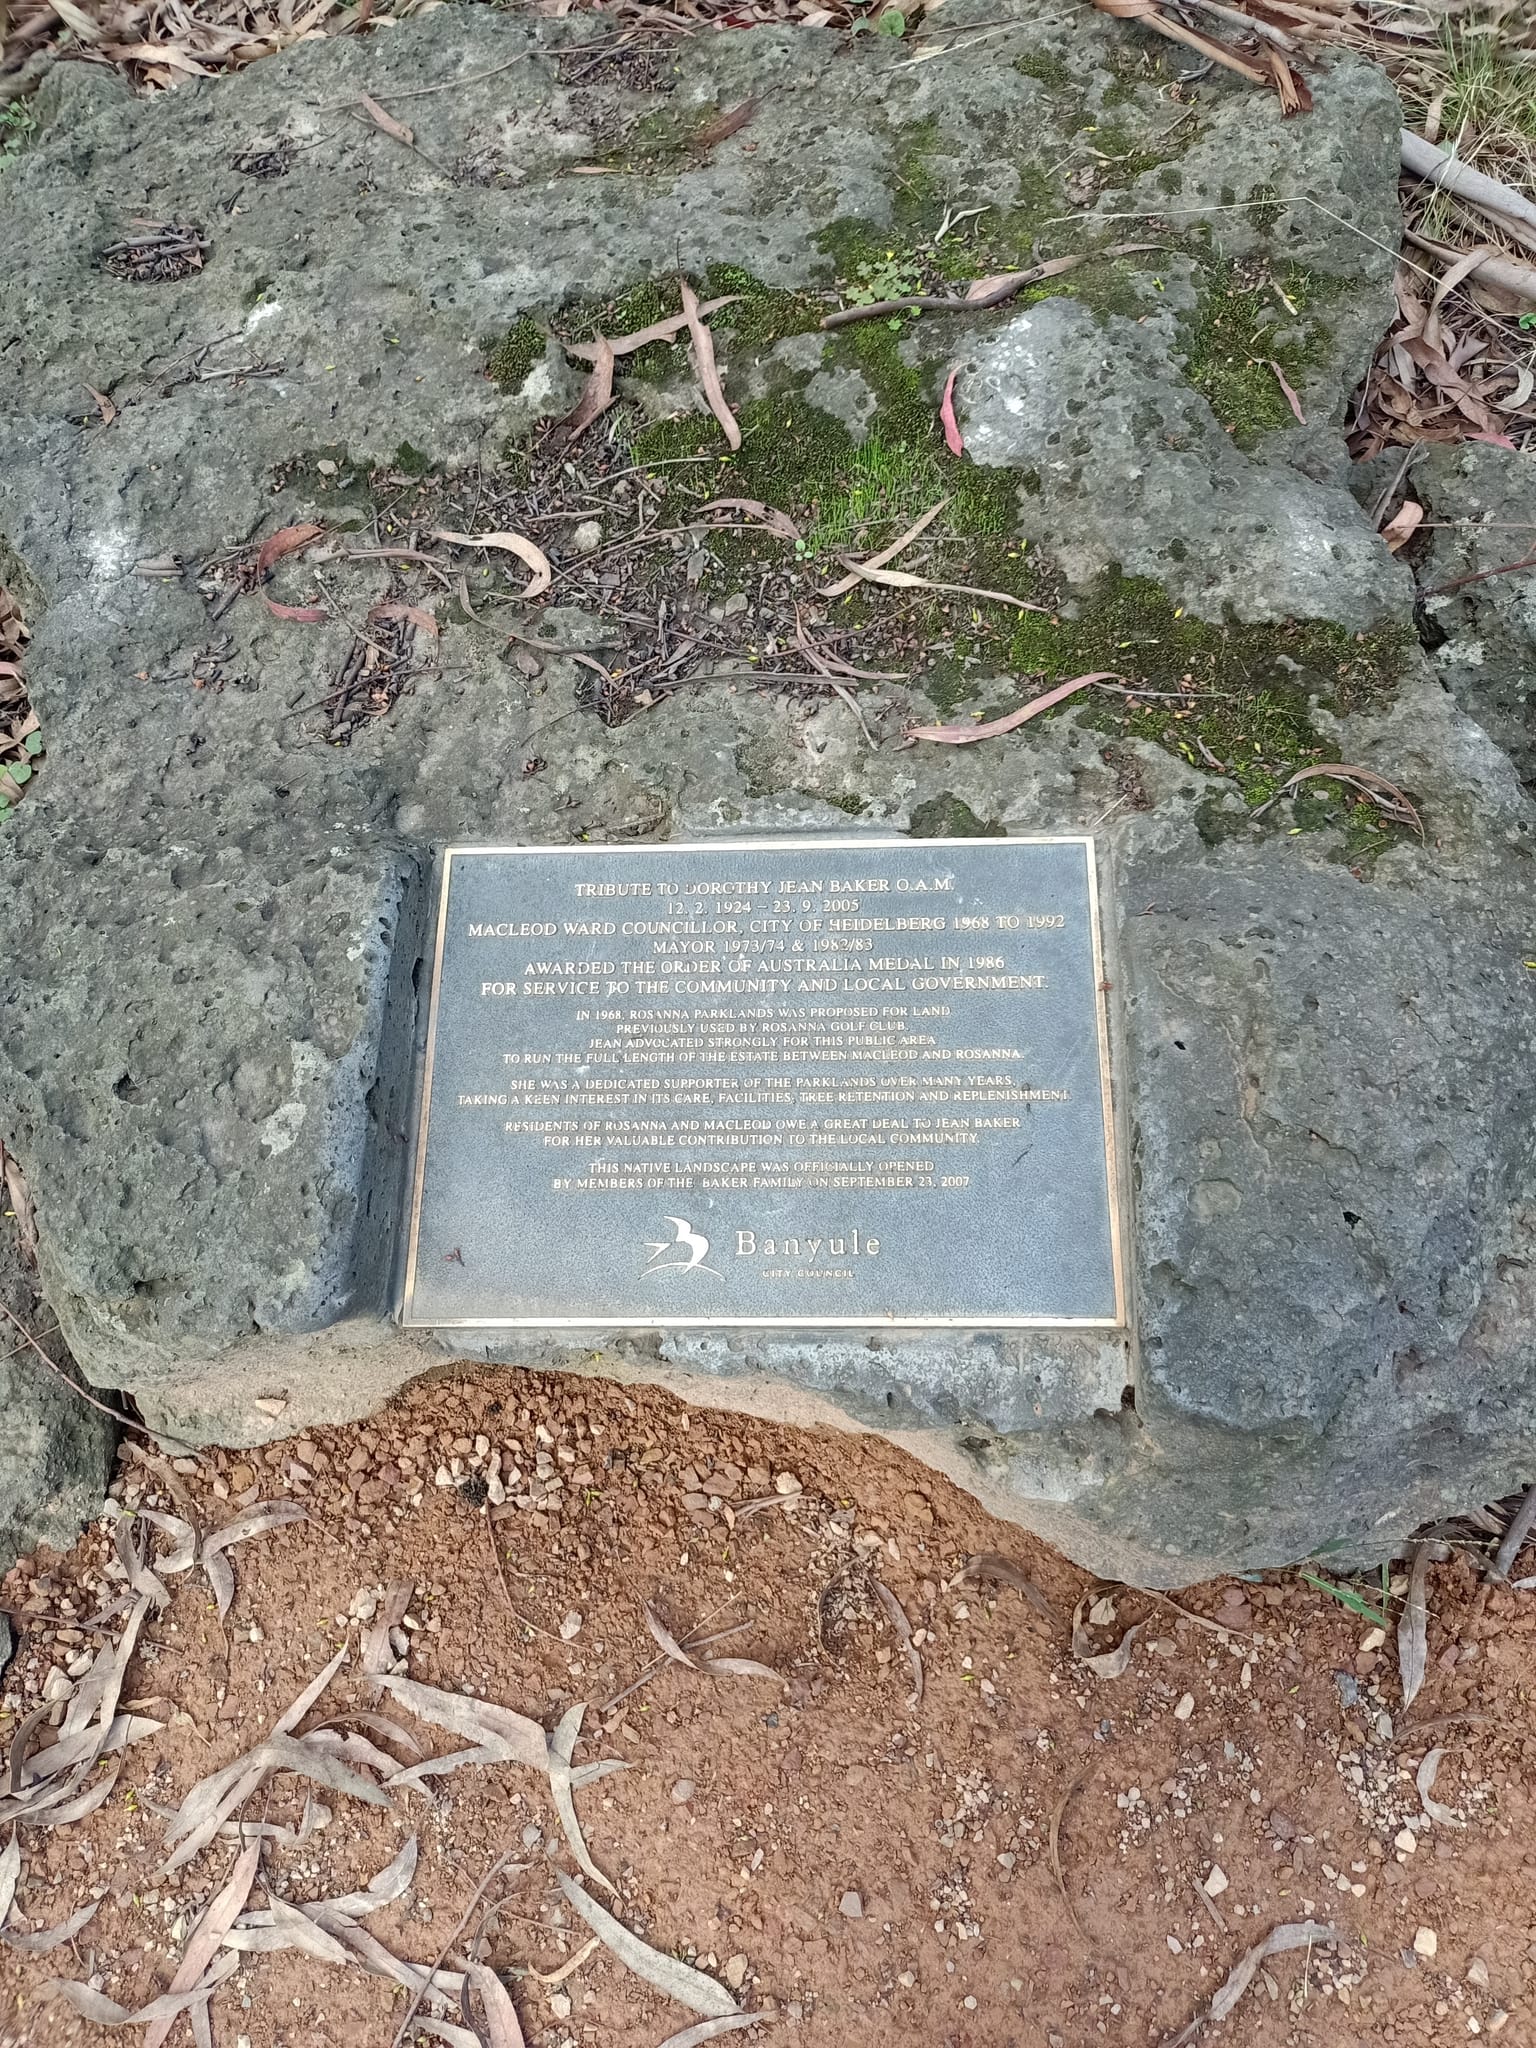 TRIBUTE TO DOROTHY JEAN BAKER O.A.M.
12. 2. 1924 – 23. 9. 2005
MACLEOD WARD COUNCILLOR, CITY OF HEIDELBERG 1968 TO 1992
MAYOR 1973/74 & 1982/83
AWARDED THE ORDER OF AUSTRALIA MEDAL IN 1986
FOR SERVICE TO THE COMMUNITY AND LOCAL GOVERNMENT.
IN 1968, ROSANNA PARKLANDS WAS PROPOSED FOR LAND
PREVIOUSLY USED BY ROSANNA GOLF CLUB.
JEAN ADVOCATED STRONGLY FOR THIS PUBLIC AREA
TO RUN THE FULL LENGTH OF THE ESTATE BETWEEN MACLEOD AND ROSANNA.
SHE WAS A DEDICATED SUPPORTER OF THE PARKLANDS OVER MANY YEARS,
TAKING A KEEN INTEREST IN ITS CARE, FACILITIES, TREE RETENTION AND REPLENISHMENT.
RESIDENTS OF ROSANNA AND MACLEOD OWE A GREAT DEAL TO JEAN BAKER
FOR HER VALUABLE CONTRIBUTION TO THE LOCAL COMMUNITY.
THIS NATIVE LANDSCAPE WAS OFFICIALLY OPENED
BY MEMBERS OF THE BAKER FAMILY ON SEPTEMBER 23, 2007
Banyule
CITY COUNCIL